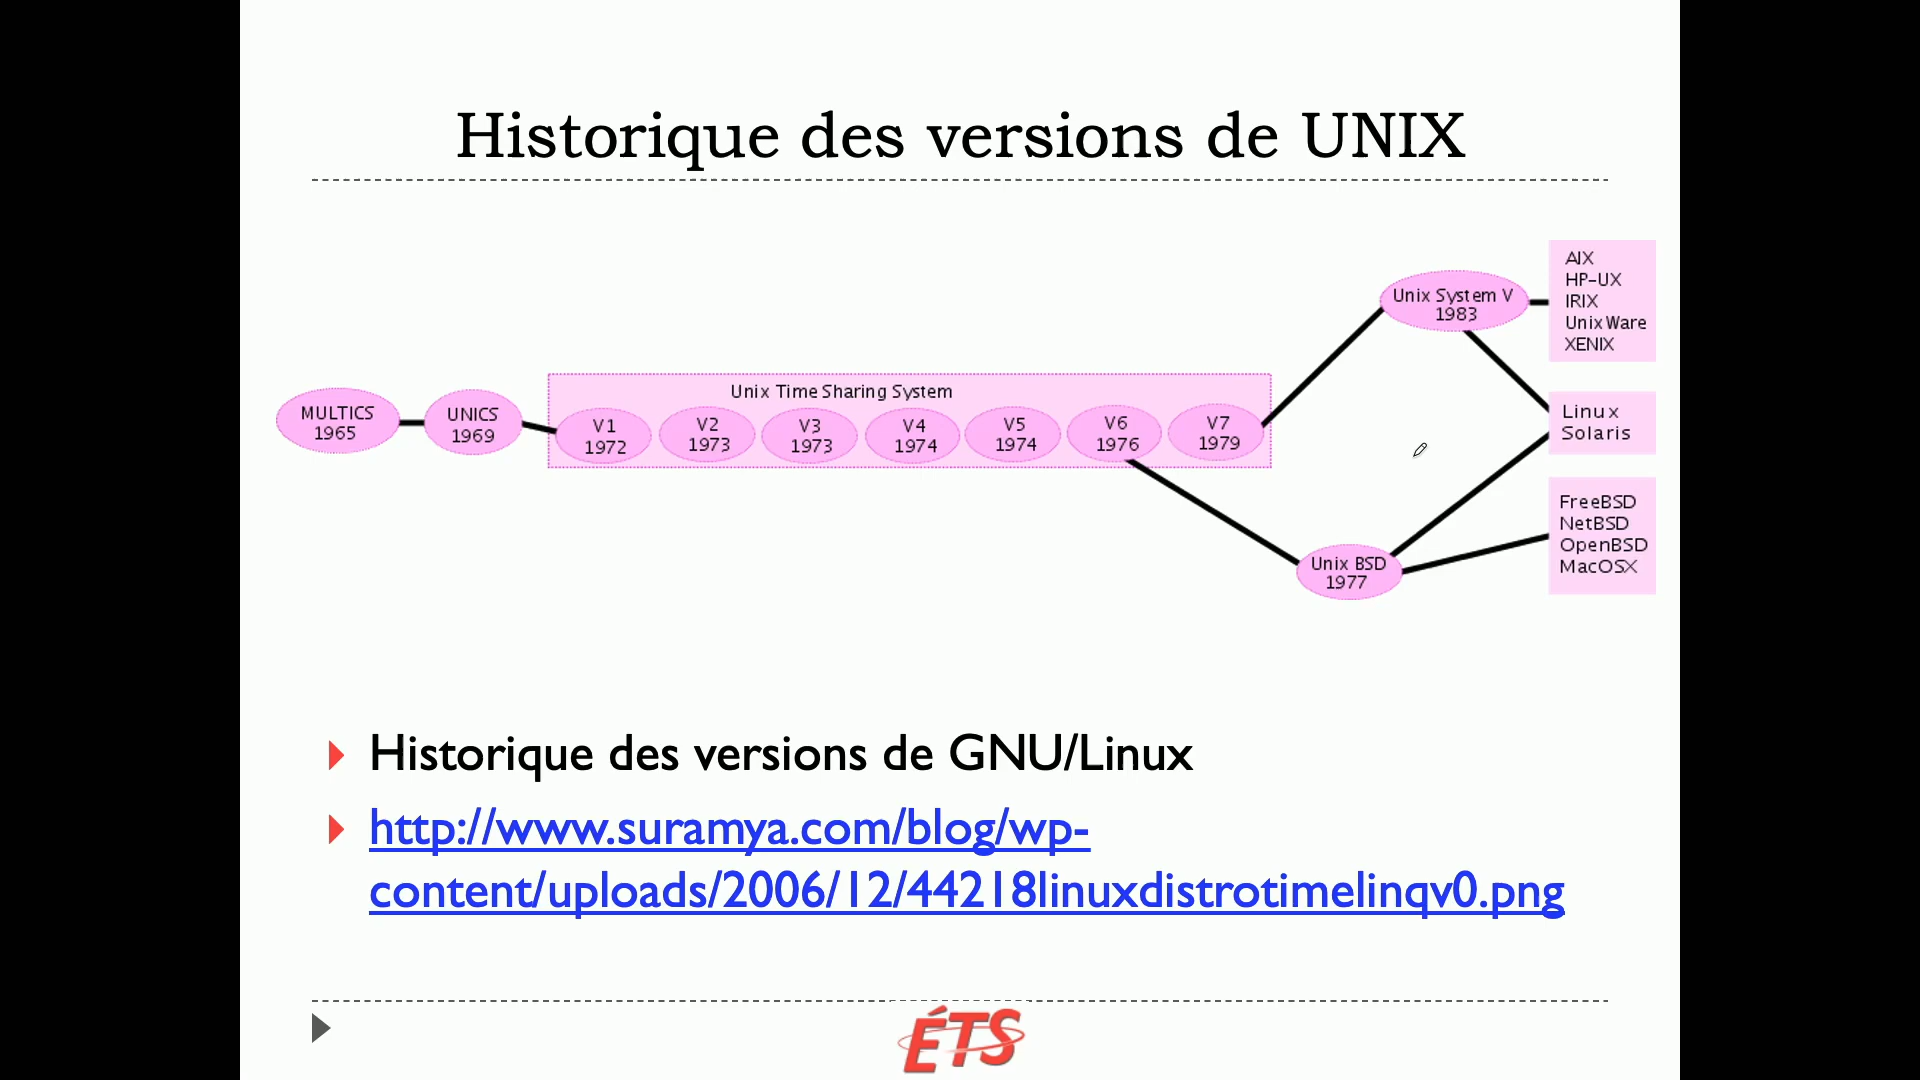 Historique des versions de UNIX
MULTICS
1965
UNICS
1969
Unix Time Sharing System
V1
1972
V2
1973
V3
1973
V4
1974
V5
1974
V6
1976
V7
1979
Unix System V
1983
Unix BSD
1977
AIX
HP-UX
IRIX
UnixWare
XENIX
Linux
Solaris
FreeBSD
NetBSD
OpenBSD
MacOSX
Historique des versions de GNU/Linux
http://www.suramya.com/blog/wp-
content/uploads/2006/12/44218linuxdistrotimelinqv0.png
ÉTS